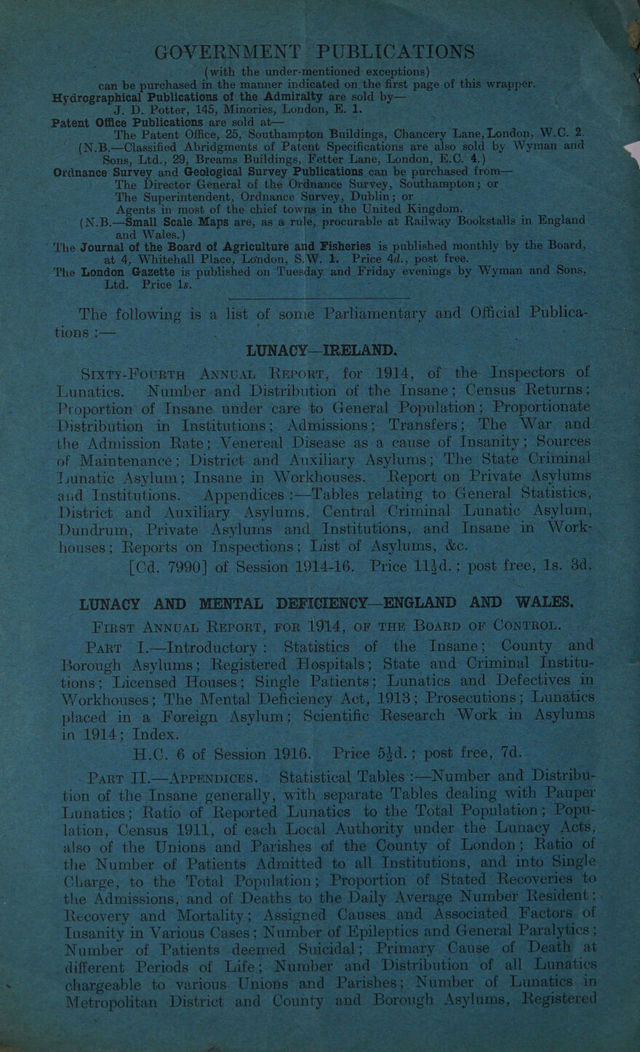 GOVERNMENT PUBLICATIONS
(with the under-mentioned exceptions)
can be purchased in the manner indicated on the first page of this wrapper.
Hydrographical Publications of the Admiralty are sold by—
J. D. Potter, 145, Minories, London, E. 1.
Patent Office Publications are sold at—
The Patent Office, 25, Southampton Buildings, Chancery Lane, London, W.C. 2.
(N.B.—Classified Abridgments of Patent Specifications are also sold by Wyman and
Sons, Ltd., 29, Breams Buildings, Fetter Lane, London, E.C. 4.)
Ordnance Survey and Geological Survey Publications can be purchased from—
The Director General of the Ordnance Survey, Southampton; or
The Superintendent, Ordnance Survey, Dublin; or
Agents in most of the chief towns in the United Kingdom.
(N.B.—Small Scale Maps are, as a rule, procurable at Railway Bookstalls in England
and Wales.)
The Journal of the Board of Agriculture and Fisheries is published monthly by the Board,
at 4, Whitehall Place, London, S.W. 1. Price 4d., post free.
The London Gazette is published on Tuesday and Friday evenings by Wyman and Sons,
Ltd. Price 1s.
The following is a list of some Parliamentary and Official Publica-
tions :—
LUNACY—IRELAND.
SIXTY-FOURTH ANNUAL REPORT, for 1914, of the Inspectors of
Lunatics. Number and Distribution of the Insane; Census Returns;
Proportion of Insane under care to General Population; Proportionate
Distribution in Institutions; Admissions; Transfers; The War and
the Admission Rate; Venereal Disease as a cause of Insanity; Sources
of Maintenance; District and Auxiliary Asylums; The State Criminal
Lunatic Asylum; Insane in Workhouses. Report on Private Asylums
and Institutions. Appendices :—Tables relating to General Statistics,
District and Auxiliary Asylums, Central Criminal Lunatic Asylum,
Dundrum, Private Asylums and Institutions, and Insane in Work-
houses; Reports on Inspections; List of Asylums, &c.
[Cd. 7990] of Session 1914-16. Price 11½d.; post free, 1s. 3d.
LUNACY AND MENTAL DEFICIENCY—ENGLAND AND WALES.
FIRST ANNUAL REPORT, FOR 1914, OF THE BOARD OF CONTROL.
PART I.—Introductory: Statistics of the Insane; County and
Borough Asylums; Registered Hospitals; State and Criminal Institu-
tions; Licensed Houses; Single Patients; Lunatics and Defectives in
Workhouses; The Mental Deficiency Act, 1913; Prosecutions; Lunatics
placed in a Foreign Asylum; Scientific Research Work in Asylums
in 1914; Index.
H.C. 6 of Session 1916. Price 5½d.; post free, 7d.
PART II.—APPENDICES. Statistical Tables :—Number and Distribu-
tion of the Insane generally, with separate Tables dealing with Pauper
Lunatics; Ratio of Reported Lunatics to the Total Population; Popu-
lation, Census 1911, of each Local Authority under the Lunacy Acts,
also of the Unions and Parishes of the County of London; Ratio of
the Number of Patients Admitted to all Institutions, and into Single
Charge, to the Total Population; Proportion of Stated Recoveries to
the Admissions, and of Deaths to the Daily Average Number Resident;
Recovery and Mortality; Assigned Causes and Associated Factors of
Insanity in Various Cases; Number of Epileptics and General Paralytics;
Number of Patients deemed Suicidal; Primary Cause of Death at
different Periods of Life; Number and Distribution of all Lunatics
chargeable to various Unions and Parishes; Number of Lunatics in
Metropolitan District and County and Borough Asylums, Registered